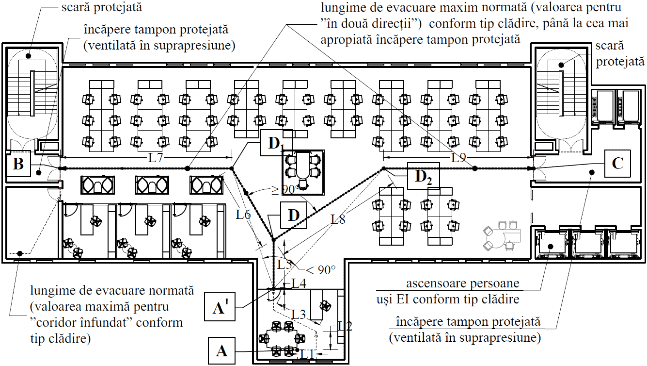 scară protejată
încăpere tampon protejată
(ventilată în suprapresiune)
lungime de evacuare maxim normată (valoarea pentru
”în două direcții”) conform tip clădire, până la cea mai
apropiată încăpere tampon protejată
scară
protejată
B
L7
D1
L9
C
≥ 90°
D2
L6
D
L8
L5
< 90°
L4
A'
L3
L2
A
L1
lungime de evacuare normată
(valoarea maximă pentru
”coridor înfundat” conform
tip clădire)
ascensoare persoane
uși EI conform tip clădire
încăpere tampon protejată
(ventilată în suprapresiune)